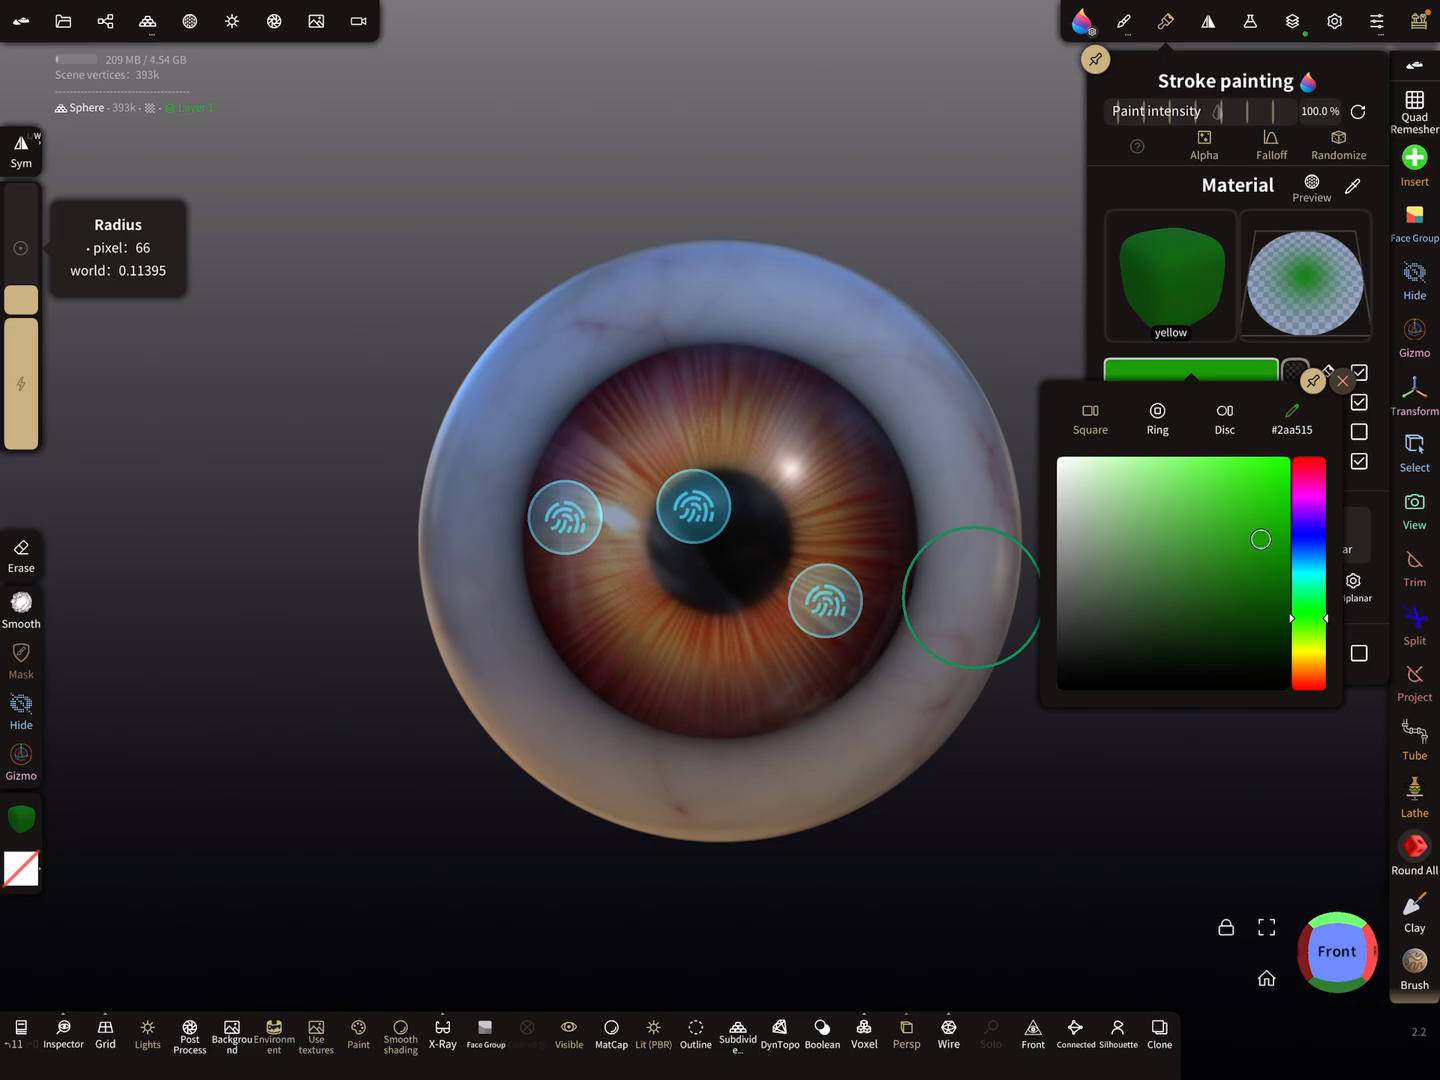 209 MB / 4.54 GB
Scene vertices: 393k
Sphere - 393k -
Layer 1
W
Sym
Radius
• pixel: 66
world: 0.11395
Erase
Smooth
Mask
Hide
Gizmo
Stroke painting
Paint intensity
100.0 %
Alpha
Falloff
Randomize
Material
Preview
yellow
Square
Ring
Disc
#2aa515
ar
iplanar
Quad
Remesher
Insert
Face Group
Hide
Gizmo
Transform
Select
View
Trim
Split
Project
Tube
Lathe
Round All
Clay
Brush
Front
2.2
Inspector
Grid
Lights
Post
Process
Backgrou
nd
Environm
ent
Use
textures
Paint
Smooth
shading
X-Ray
Face Group
Visible
MatCap
Lit (PBR)
Outline
Subdivid
e...
DynTopo
Boolean
Voxel
Persp
Wire
Solo
Front
Connected
Silhouette
Clone